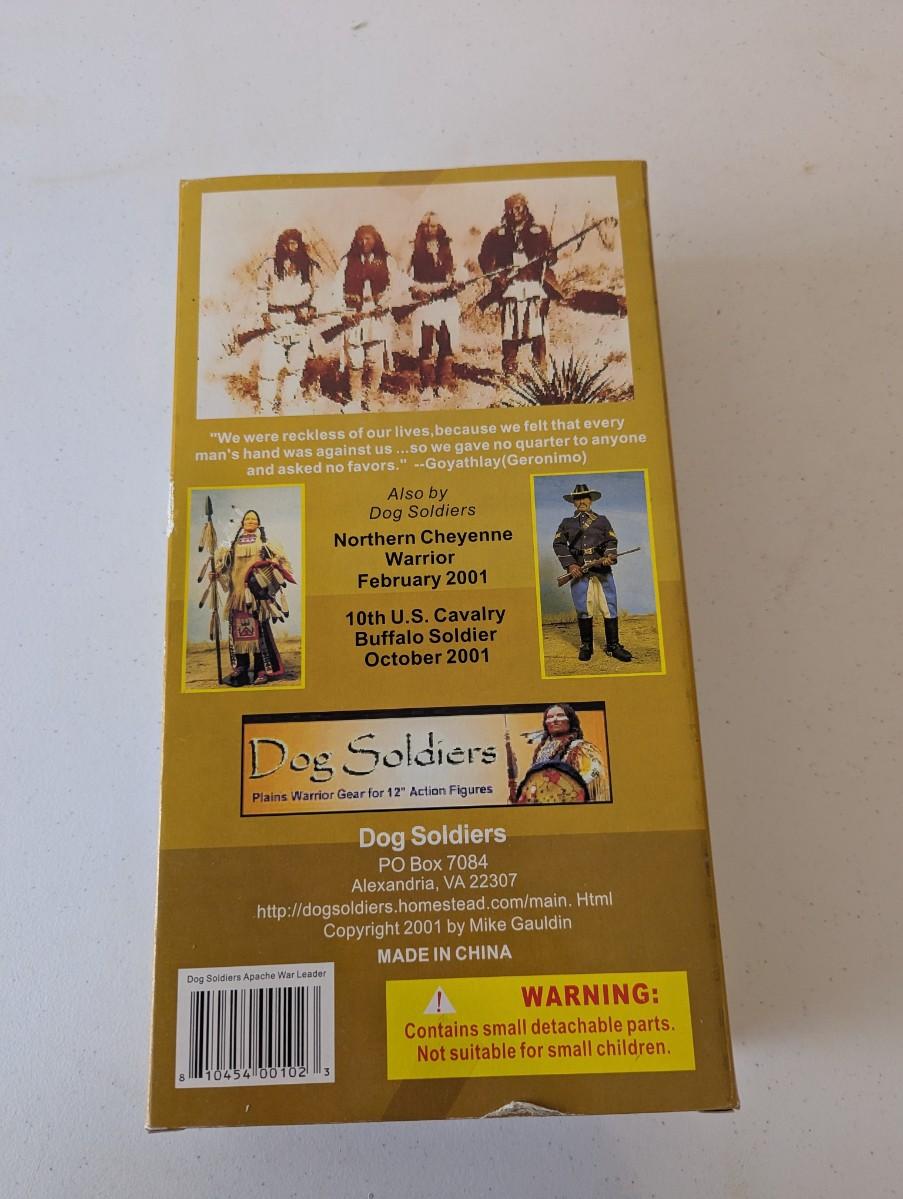 "We were reckless of our lives,because we felt that every
man's hand was against us ...so we gave no quarter to anyone
and asked no favors." --Goyathlay(Geronimo)
Also by
Dog Soldiers
Northern Cheyenne
Warrior
February 2001
10th U.S. Cavalry
Buffalo Soldier
October 2001
Dog Soldiers
Plains Warrior Gear for 12" Action Figures
Dog Soldiers
PO Box 7084
Alexandria, VA 22307
http://dogsoldiers.homestead.com/main. Html
Copyright 2001 by Mike Gauldin
MADE IN CHINA
Dog Soldiers Apache War Leader
8 10454 00102 3
! WARNING:
Contains small detachable parts.
Not suitable for small children.